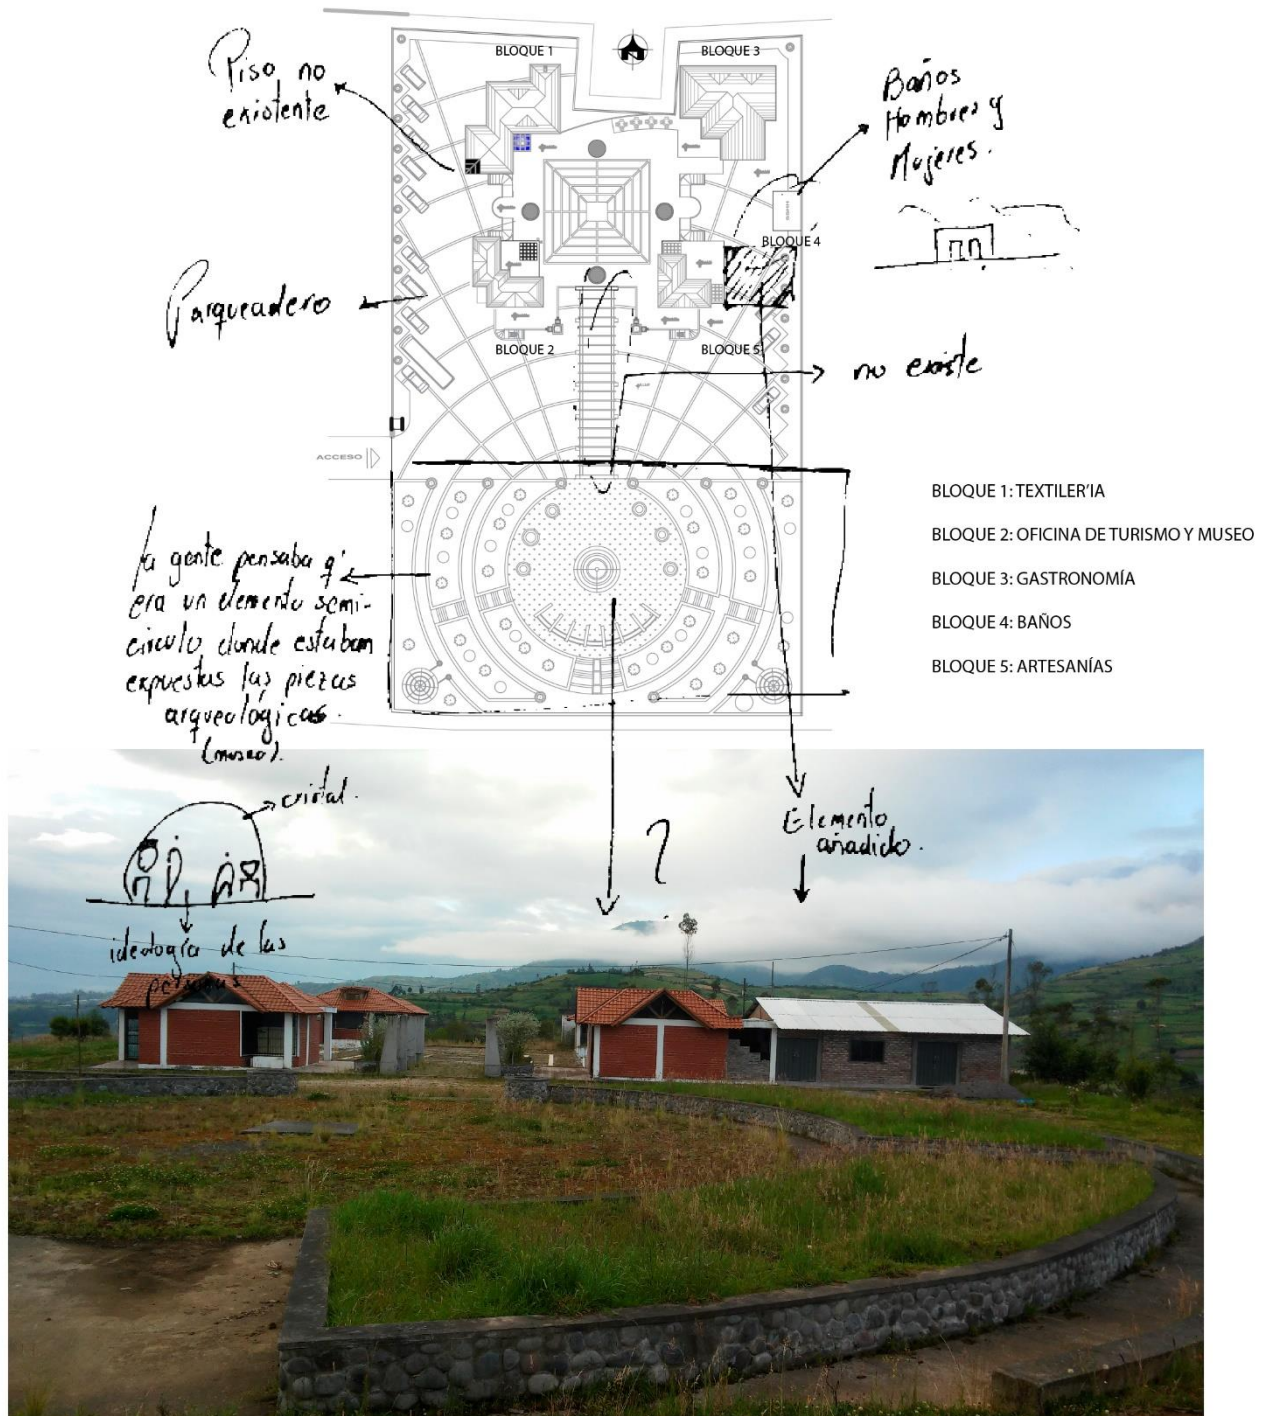 BLOQUE 1
BLOQUE 3
Piso no
existente
Baños
Hombres y
Mujeres.
BLOQUE 4
Parqueadero
BLOQUE 2
BLOQUE 5
no existe
ACCESO
BLOQUE 1: TEXTILER'IA
BLOQUE 2: OFICINA DE TURISMO Y MUSEO
BLOQUE 3: GASTRONOMÍA
BLOQUE 4: BAÑOS
BLOQUE 5: ARTESANÍAS
la gente pensaba q'
era un elemento semi-
circulo donde estaban
expuestas las piezas
arqueológicas.
(museo).
cristal.
?
Elemento
añadido.
ideología de las
personas